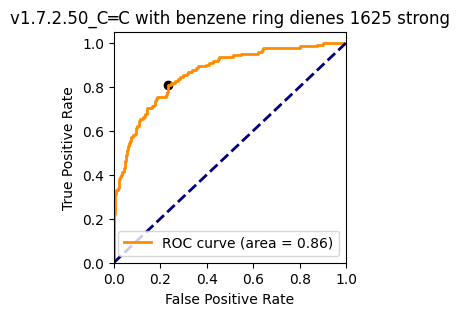 v1.7.2.50_C=C with benzene ring dienes 1625 strong
True Positive Rate
1.0
0.8
0.6
0.4
0.2
0.0
ROC curve (area = 0.86)
0.0 0.2 0.4 0.6 0.8 1.0
False Positive Rate